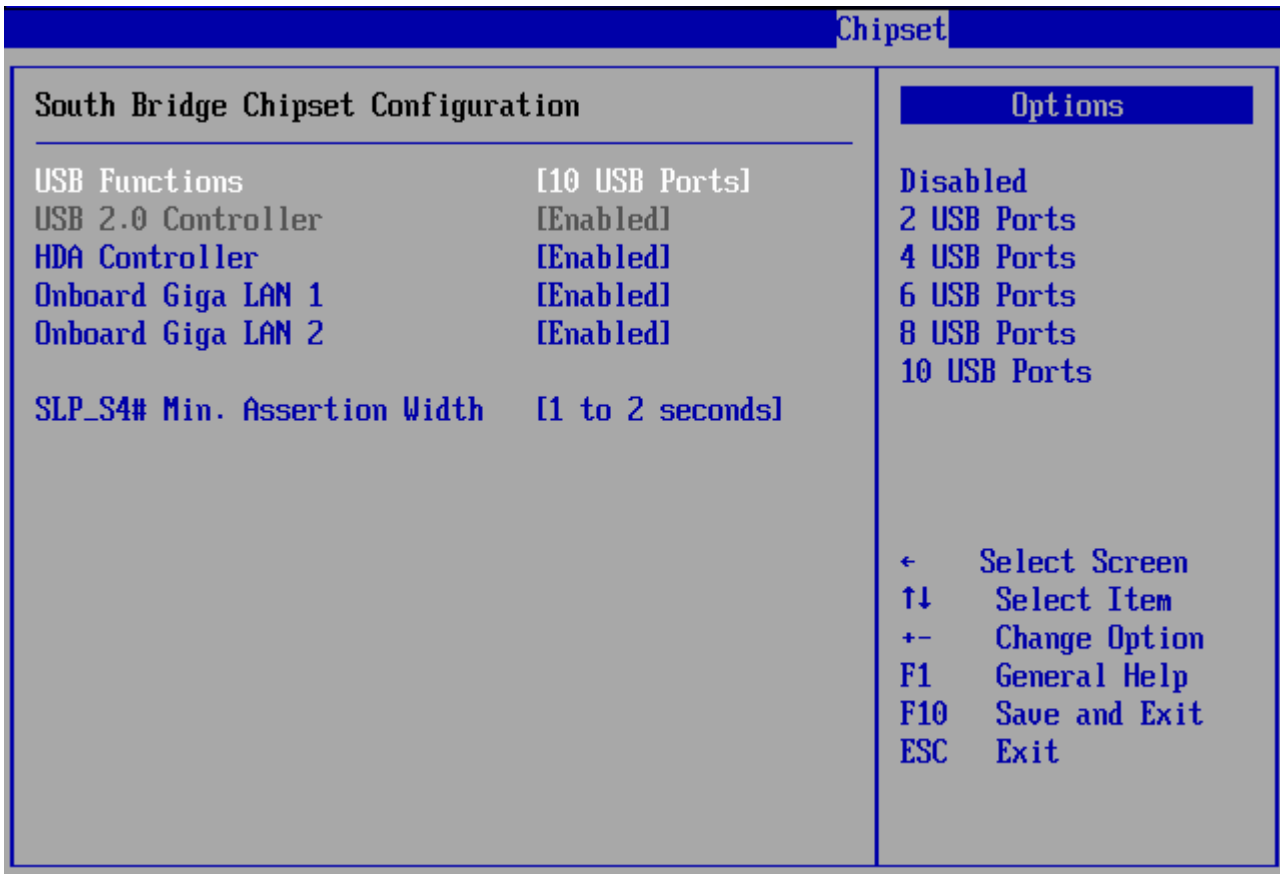 Chipset
South Bridge Chipset Configuration
USB Functions [10 USB Ports]
USB 2.0 Controller [Enabled]
HDA Controller [Enabled]
Onboard Giga LAN 1 [Enabled]
Onboard Giga LAN 2 [Enabled]
SLP_S4# Min. Assertion Width [1 to 2 seconds]
Options
Disabled
2 USB Ports
4 USB Ports
6 USB Ports
8 USB Ports
10 USB Ports
← Select Screen
↑↓ Select Item
+- Change Option
F1 General Help
F10 Save and Exit
ESC Exit